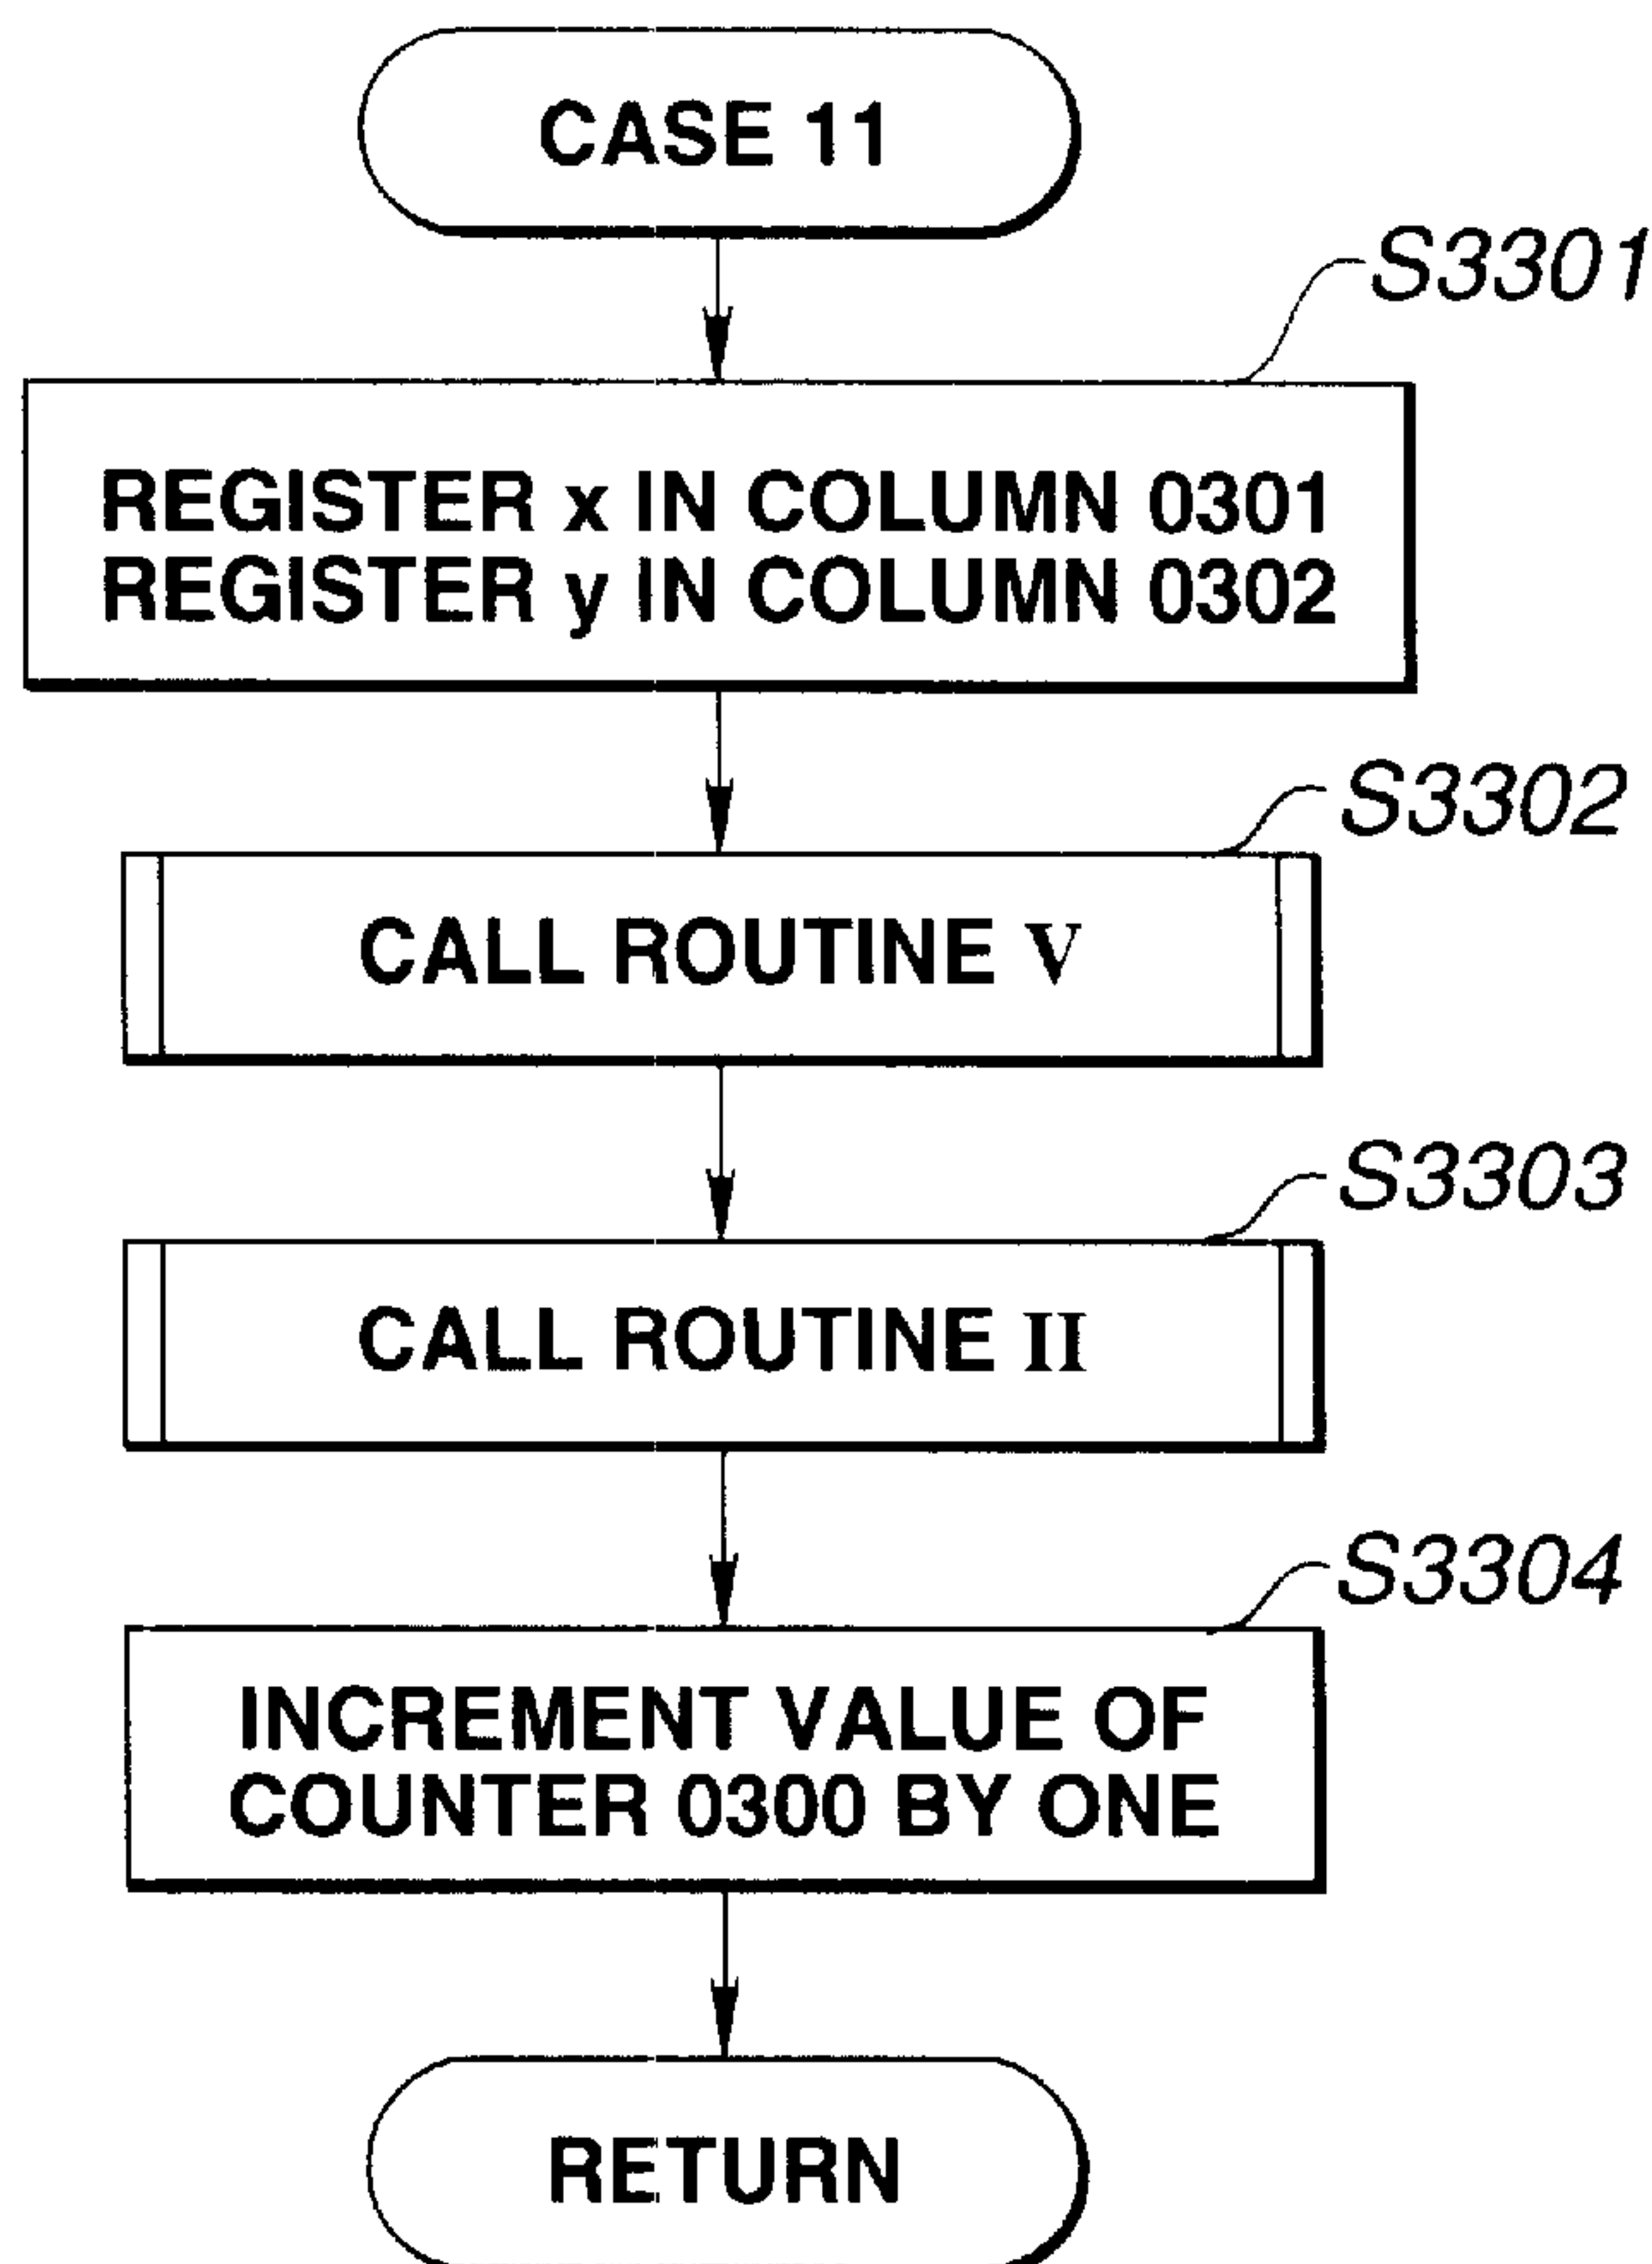 CASE 11
S3301
REGISTER x IN COLUMN 0301
REGISTER y IN COLUMN 0302
S3302
CALL ROUTINE V
S3303
CALL ROUTINE II
S3304
INCREMENT VALUE OF
COUNTER 0300 BY ONE
RETURN